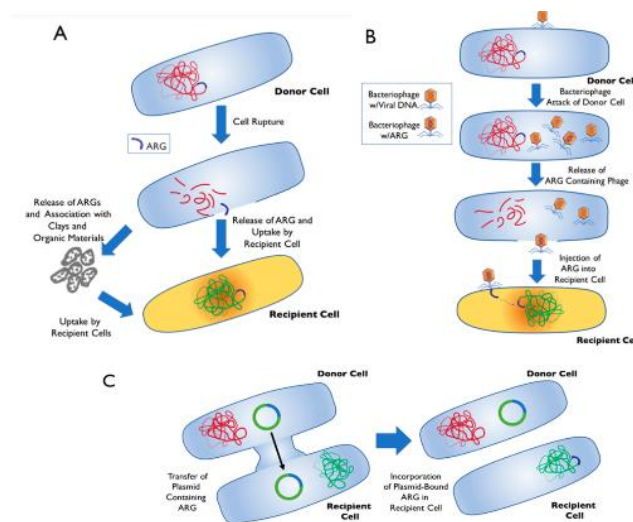 A
Donor Cell
Cell Rupture
ARG
Release of ARGs
and Association with
Clays and
Organic Materials
Release of ARG and
Uptake by
Recipient Cell
Uptake by
Recipient Cells
Recipient Cell
B
Donor Cel
Bacteriophage
w/Viral DNA
Bacteriophage
w/ARG
Bacteriophage
Attack of Donor Cell
Release of
ARG Containing Phage
Injection of
ARG into
Recipient Cell
Recipient Ce
C
Donor Cell
Donor Cell
Transfer of
Plasmid
Containing
ARG
Recipient
Cell
Incorporation
of Plasmid-Bound
ARG in
Recipient Cell
Recipient
Cell